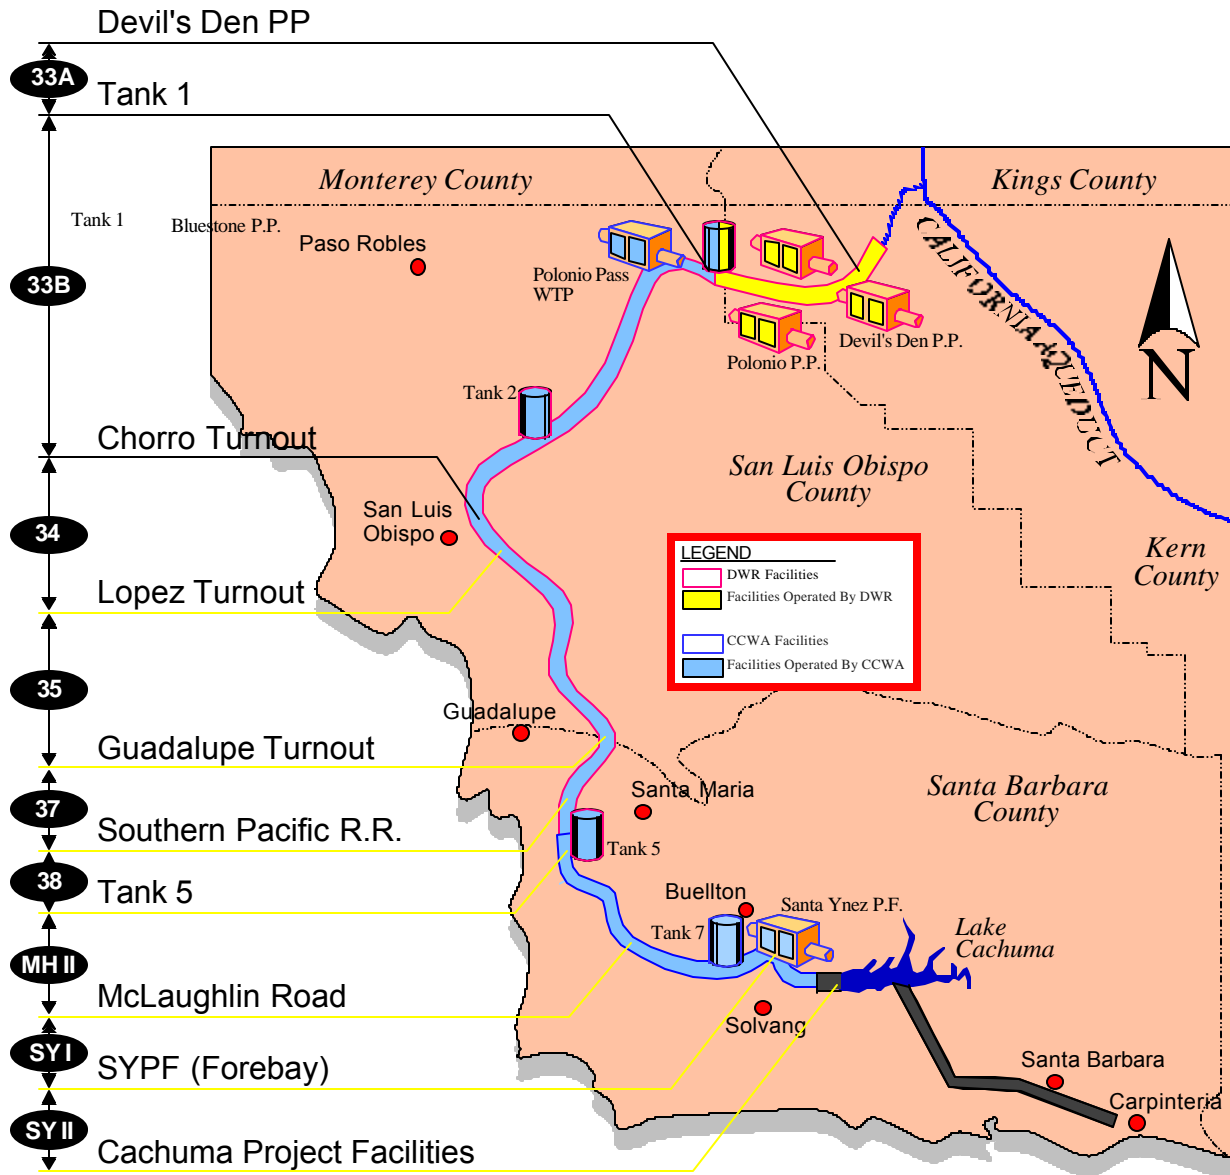 Devil's Den PP
33A
Tank 1
Monterey County
Kings County
Tank 1
Bluestone P.P.
Paso Robles
33B
Polonio Pass
WTP
CALIFORNIA AQUEDUCT
Devil's Den P.P.
Polonio P.P.
N
Tank 2
Chorro Turnout
San Luis Obispo
County
San Luis
Obispo
34
LEGEND
DWR Facilities
Facilities Operated By DWR
CCWA Facilities
Facilities Operated By CCWA
Kern
County
Lopez Turnout
35
Guadalupe
Guadalupe Turnout
37
Santa Maria
Santa Barbara
County
Southern Pacific R.R.
Tank 5
38
Tank 5
Buellton
Santa Ynez P.F.
Tank 7
Lake
Cachuma
MH II
McLaughlin Road
Solvang
SY I
SYPF (Forebay)
Santa Barbara
Carpinteria
SY II
Cachuma Project Facilities